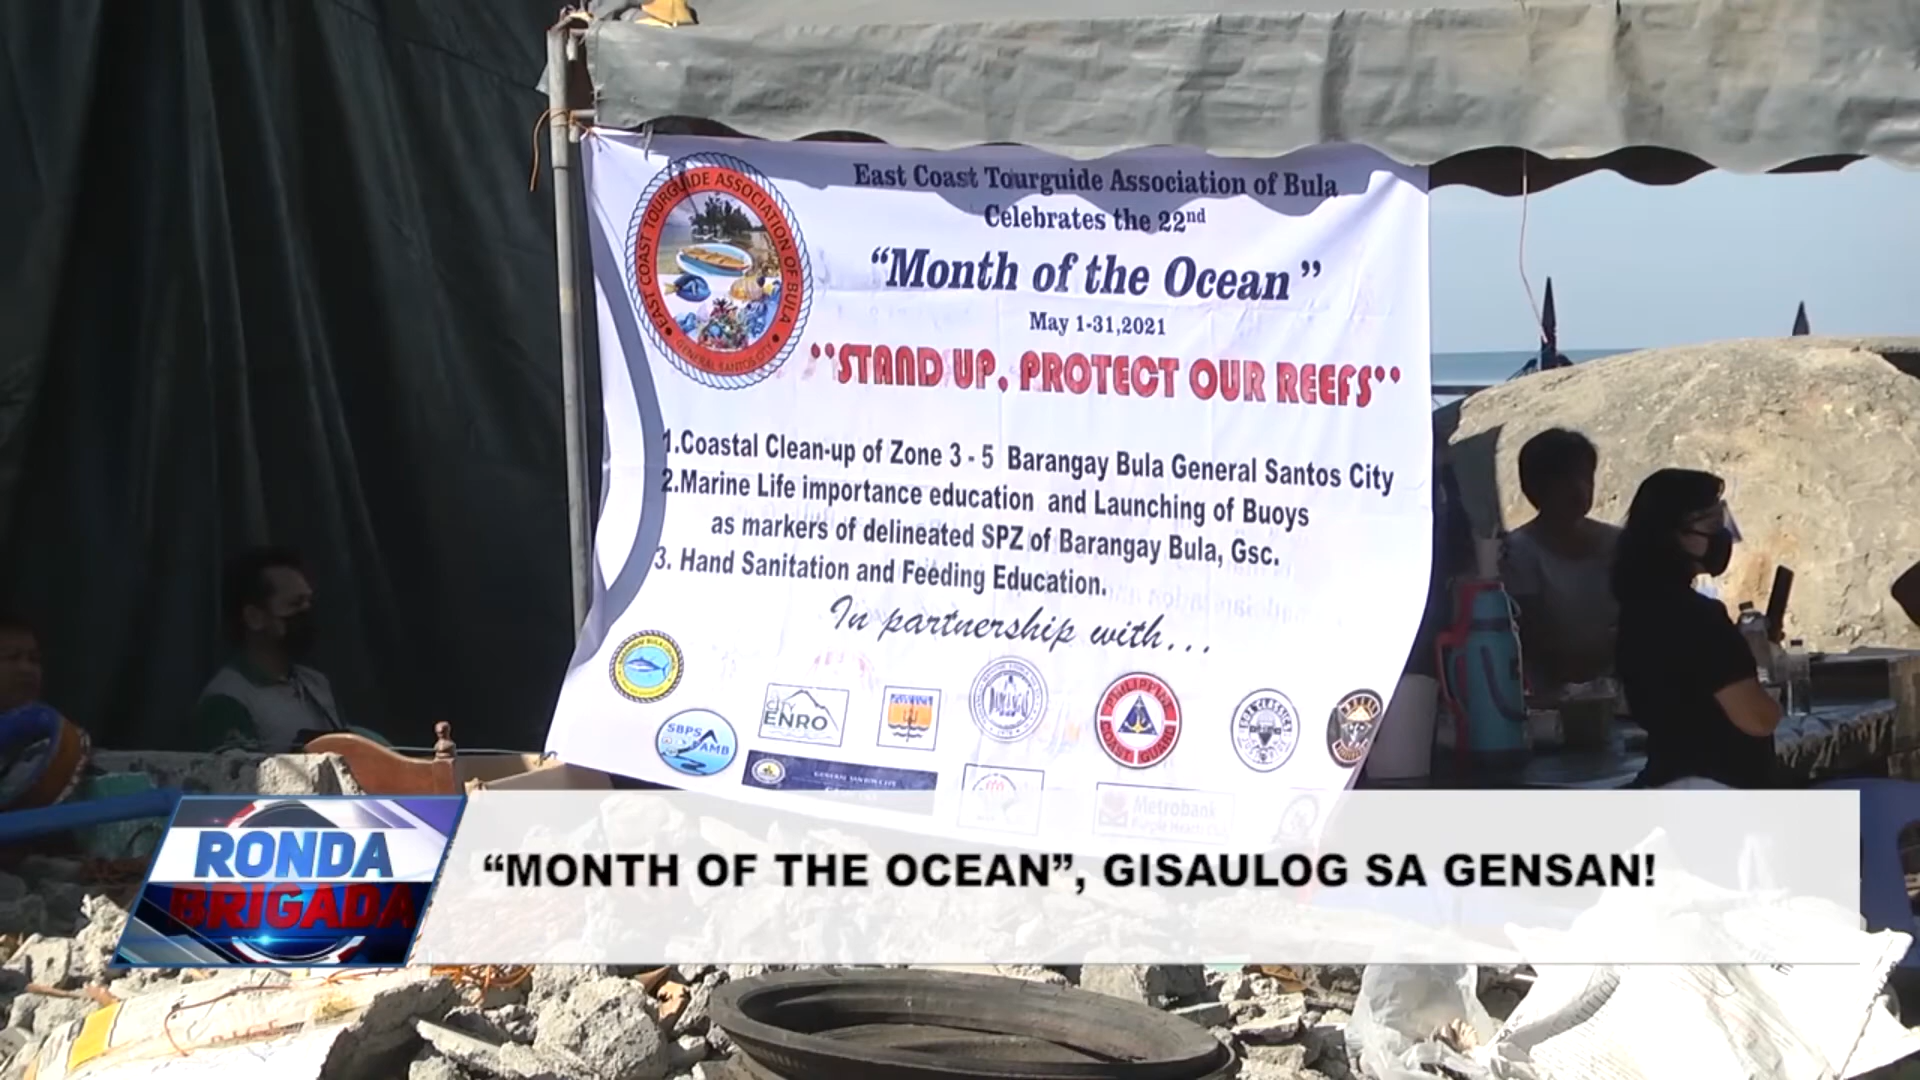 East Coast Tourguide Association of Bula
Celebrates the 22nd
“Month of the Ocean”
May 1-31,2021
"STAND UP, PROTECT OUR REEFS"
EAST COAST TOURGUIDE ASSOCIATION OF BULA
GENERAL SANTOS CITY
1.Coastal Clean-up of Zone 3 - 5 Barangay Bula General Santos City
2.Marine Life importance education and Launching of Buoys
as markers of delineated SPZ of Barangay Bula, Gsc.
3. Hand Sanitation and Feeding Education.
In partnership with...
CITY
ENRO
PHILIPPINE
COAST GUARD
SBPS
PAMB
GENERAL SANTOS CITY
Metrobank
RONDA
BRIGADA
“MONTH OF THE OCEAN”, GISAULOG SA GENSAN!